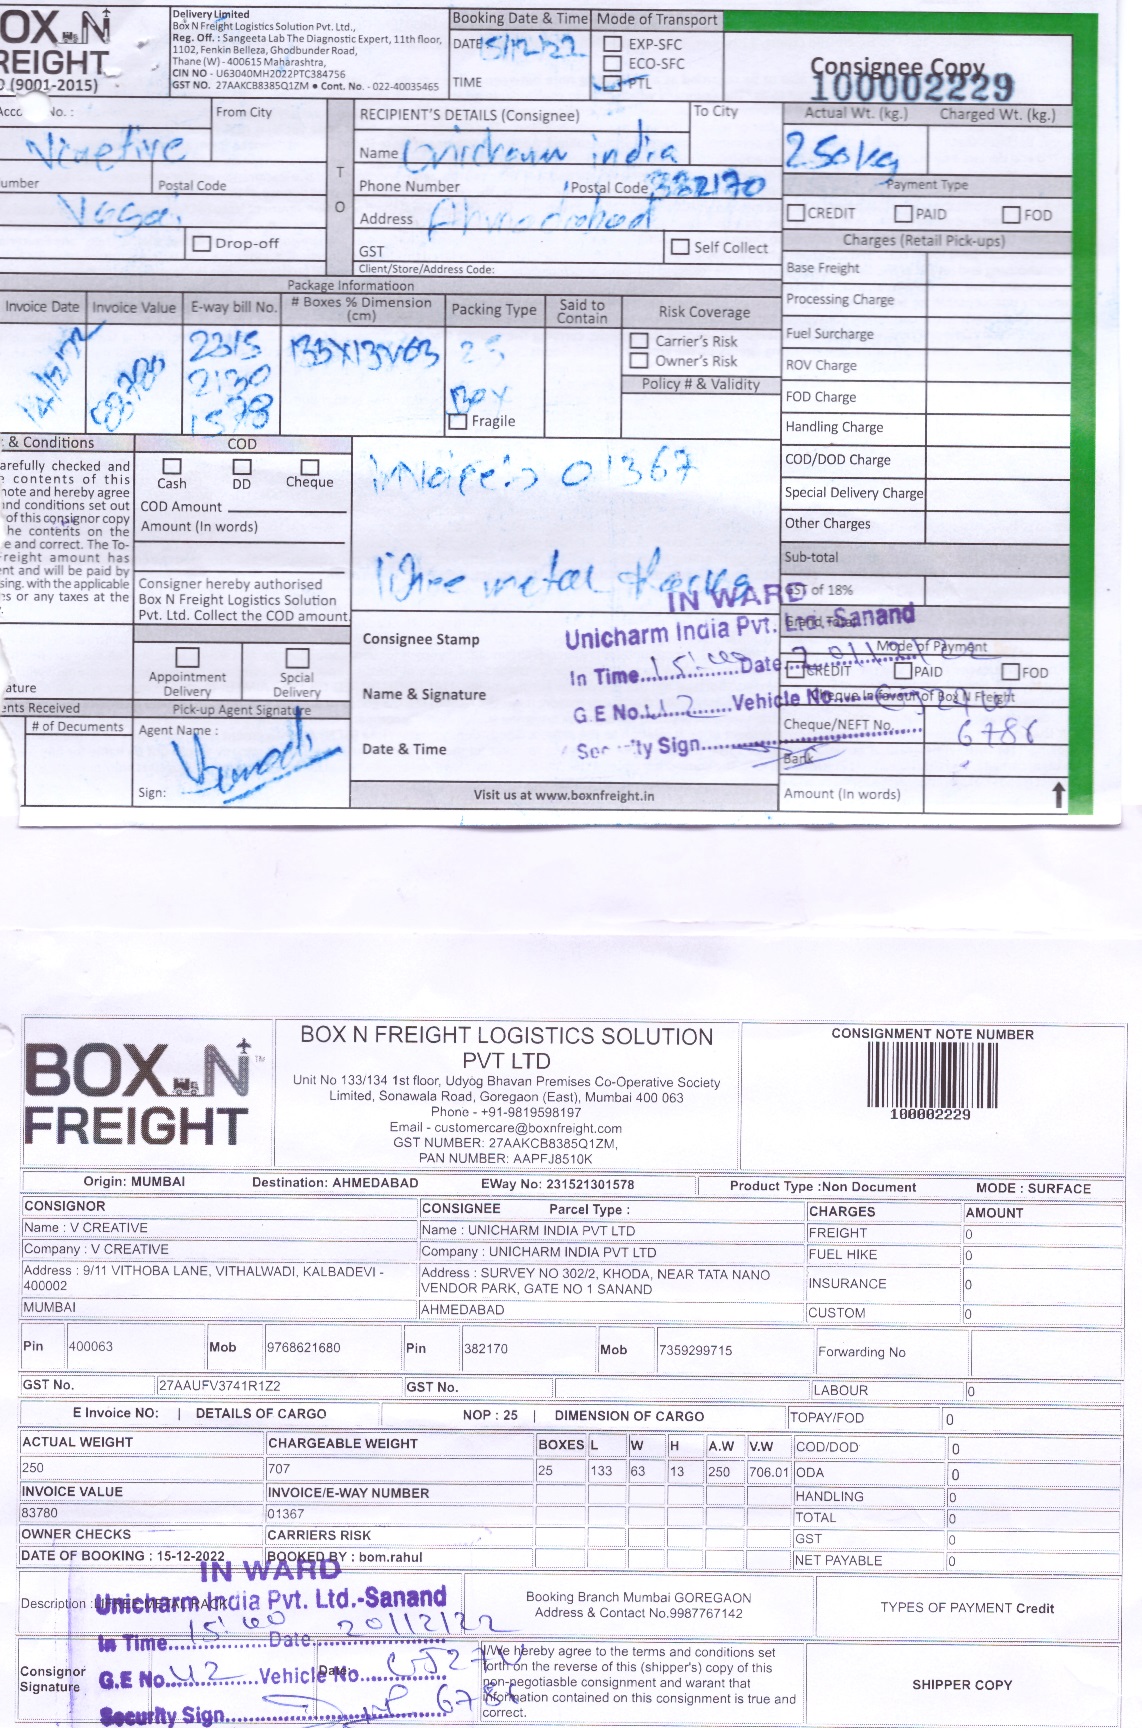 OX N
REIGHT
(9001-2015)
Delivery Limited
Box N Freight Logistics Solution Pvt. Ltd.,
Reg. Off. : Sangeeta Lab The Diagnostic Expert, 11th floor,
1102, Fenkin Belleza, Ghodbunder Road,
Thane (W) - 400615 Maharashtra,
CIN NO - U63040MH2022PTC384756
GST NO. 27AAKCB8385Q1ZM • Cont. No. - 022-40035465
Booking Date & Time
DATE 15/12/22
TIME
Mode of Transport
EXP-SFC
ECO-SFC
PTL
Consignee Copy
100002229
No. :
From City
umber
Postal Code
Vasai
Drop-off
TO
RECIPIENT'S DETAILS (Consignee)
To City
Name Unicharm india
Phone Number
Postal Code 382170
Address Ahmedabad
GST
Self Collect
Client/Store/Address Code:
Actual Wt. (kg.) Charged Wt. (kg.)
250kg
Payment Type
CREDIT PAID FOD
Charges (Retail Pick-ups)
Base Freight
Processing Charge
Fuel Surcharge
ROV Charge
FOD Charge
Handling Charge
COD/DOD Charge
Special Delivery Charge
Other Charges
Sub-total
GST of 18%
Mode of Payment
CREDIT PAID FOD
Cheque In favour of Box N Freight
Cheque/NEFT No.
Bank
Amount (In words)
Package Informatioon
Invoice Date Invoice Value E-way bill No. # Boxes % Dimension (cm) Packing Type Said to Contain Risk Coverage
14/12/22
2315
2130
1578
133X13X63
25
BOX
Fragile
Carrier's Risk
Owner's Risk
Policy # & Validity
& Conditions
arefully checked and
contents of this
note and hereby agree
and conditions set out
of this consignor copy
he contents on the
e and correct. The To-
reight amount has
nt and will be paid by
sing. with the applicable
es or any taxes at the
COD
Cash DD Cheque
COD Amount
Amount (In words)
Consigner hereby authorised
Box N Freight Logistics Solution
Pvt. Ltd. Collect the COD amount
Appointment Delivery
Spcial Delivery
ature
ents Received
# of Documents
Pick-up Agent Signature
Agent Name :
Sign:
01367
metal
Consignee Stamp
Name & Signature
Date & Time
Visit us at www.boxnfreight.in
IN WARD
Unicharm India Pvt. Ltd.-Sanand
In Time 15:00 Date 20/12/22
G.E No. 42 Vehicle No.
6786
Security Sign
BOX N
FREIGHT
BOX N FREIGHT LOGISTICS SOLUTION
PVT LTD
Unit No 133/134 1st floor, Udyog Bhavan Premises Co-Operative Society
Limited, Sonawala Road, Goregaon (East), Mumbai 400 063
Phone - +91-9819598197
Email - customercare@boxnfreight.com
GST NUMBER: 27AAKCB8385Q1ZM,
PAN NUMBER: AAPFJ8510K
CONSIGNMENT NOTE NUMBER
100002229
Origin: MUMBAI Destination: AHMEDABAD EWay No: 231521301578 Product Type :Non Document MODE : SURFACE
CONSIGNOR CONSIGNEE Parcel Type : CHARGES AMOUNT
Name : V CREATIVE Name : UNICHARM INDIA PVT LTD FREIGHT 0
Company : V CREATIVE Company : UNICHARM INDIA PVT LTD FUEL HIKE 0
Address : 9/11 VITHOBA LANE, VITHALWADI, KALBADEVI -
400002
Address : SURVEY NO 302/2, KHODA, NEAR TATA NANO
VENDOR PARK, GATE NO 1 SANAND
INSURANCE 0
MUMBAI AHMEDABAD CUSTOM 0
Pin 400063 Mob 9768621680 Pin 382170 Mob 7359299715 Forwarding No
GST No. 27AAUFV3741R1Z2 GST No. LABOUR 0
E Invoice NO: | DETAILS OF CARGO NOP : 25 | DIMENSION OF CARGO TOPAY/FOD 0
ACTUAL WEIGHT CHARGEABLE WEIGHT BOXES L W H A.W V.W COD/DOD 0
250 707 25 133 63 13 250 706.01 ODA 0
INVOICE VALUE INVOICE/E-WAY NUMBER HANDLING 0
83780 01367 TOTAL 0
OWNER CHECKS CARRIERS RISK GST 0
DATE OF BOOKING : 15-12-2022 BOOKED BY : bom.rahul NET PAYABLE 0
IN WARD
Description :
Unicharm India Pvt. Ltd.-Sanand
In Time 15:00 Date 20/12/22
G.E No. 42 Vehicle No. GJ27
6786
Security Sign
Booking Branch Mumbai GOREGAON
Address & Contact No.9987767142
TYPES OF PAYMENT Credit
Consignor
Signature
Date:
I/We hereby agree to the terms and conditions set
forth on the reverse of this (shipper's) copy of this
non-negotiasble consignment and warant that
information contained on this consignment is true and
correct.
SHIPPER COPY